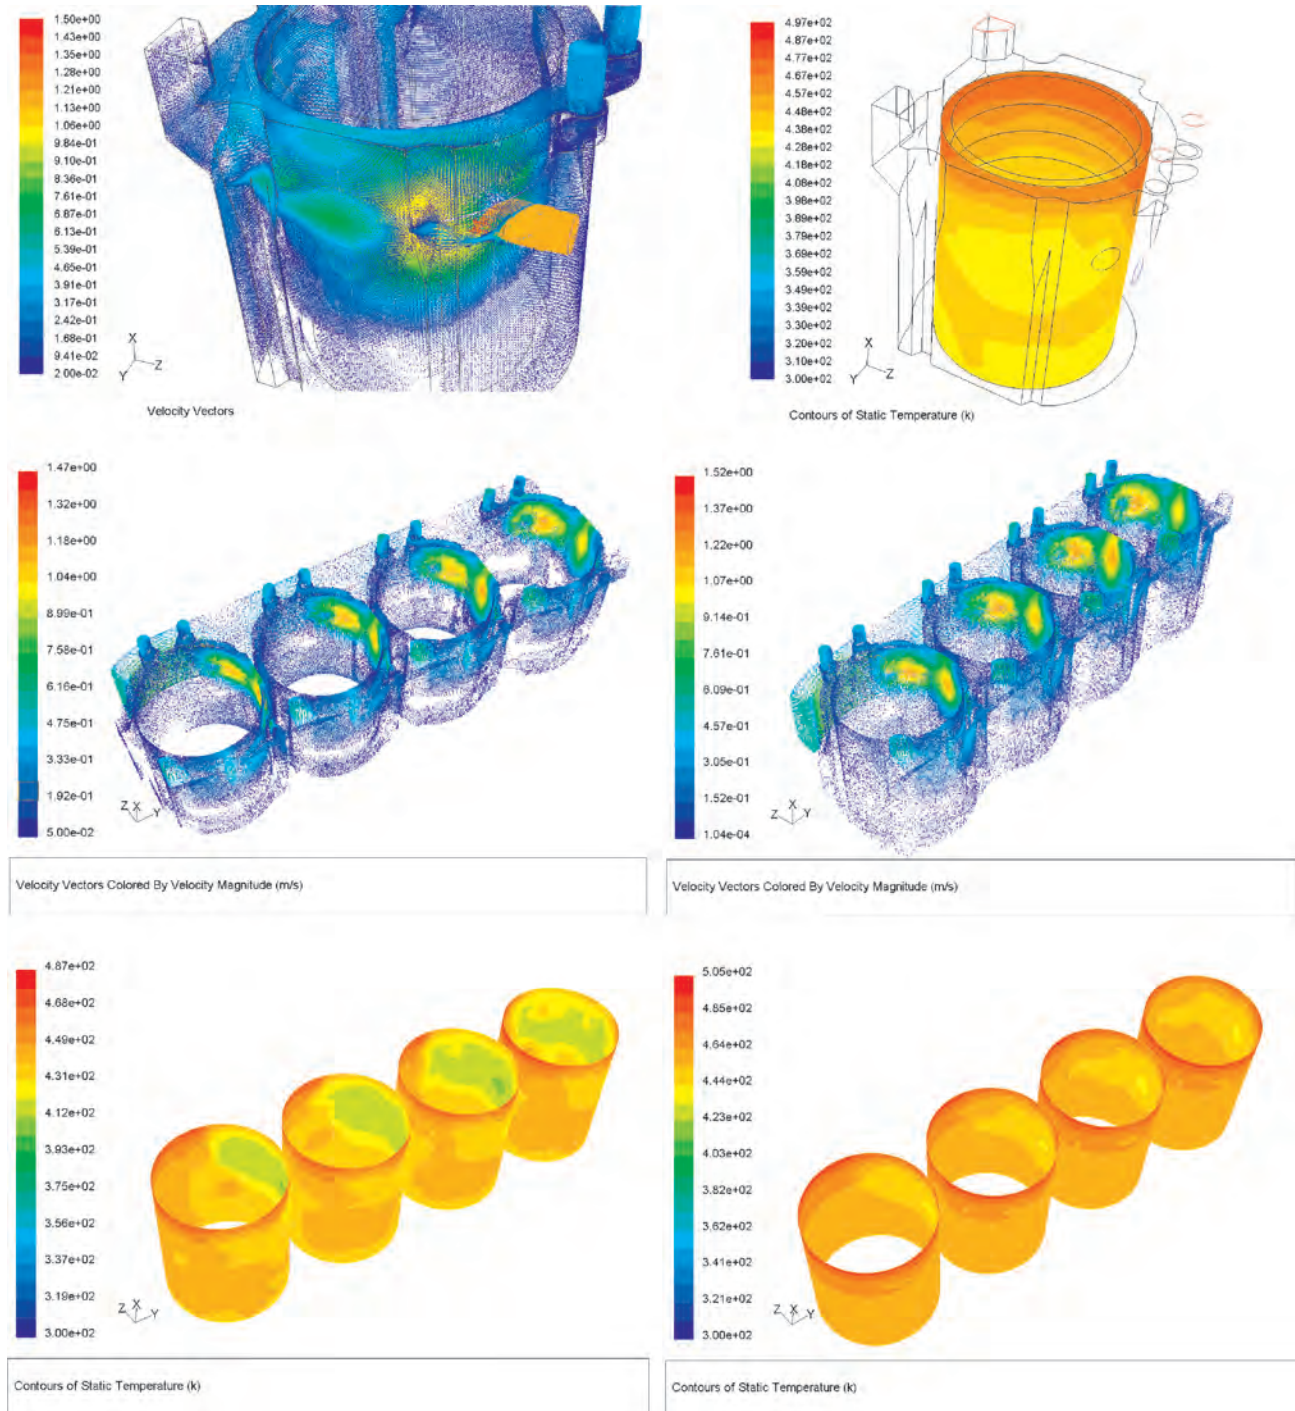 1.50e+00
1.43e+00
1.35e+00
1.28e+00
1.21e+00
1.13e+00
1.06e+00
9.84e-01
9.10e-01
8.36e-01
7.61e-01
6.87e-01
6.13e-01
5.39e-01
4.65e-01
3.91e-01
3.17e-01
2.42e-01
1.68e-01
9.41e-02
2.00e-02
X
Y
Z
Velocity Vectors
4.97e+02
4.87e+02
4.77e+02
4.67e+02
4.57e+02
4.48e+02
4.38e+02
4.28e+02
4.18e+02
4.08e+02
3.98e+02
3.89e+02
3.79e+02
3.69e+02
3.59e+02
3.49e+02
3.39e+02
3.30e+02
3.20e+02
3.10e+02
3.00e+02
X
Y
Z
Contours of Static Temperature (k)
1.47e+00
1.32e+00
1.18e+00
1.04e+00
8.99e-01
7.58e-01
6.16e-01
4.75e-01
3.33e-01
1.92e-01
5.00e-02
Z X Y
Velocity Vectors Colored By Velocity Magnitude (m/s)
1.52e+00
1.37e+00
1.22e+00
1.07e+00
9.14e-01
7.61e-01
6.09e-01
4.57e-01
3.05e-01
1.52e-01
1.04e-04
Z X Y
Velocity Vectors Colored By Velocity Magnitude (m/s)
4.87e+02
4.68e+02
4.49e+02
4.31e+02
4.12e+02
3.93e+02
3.75e+02
3.56e+02
3.37e+02
3.19e+02
3.00e+02
Z X Y
Contours of Static Temperature (k)
5.05e+02
4.85e+02
4.64e+02
4.44e+02
4.23e+02
4.03e+02
3.82e+02
3.62e+02
3.41e+02
3.21e+02
3.00e+02
Z X Y
Contours of Static Temperature (k)